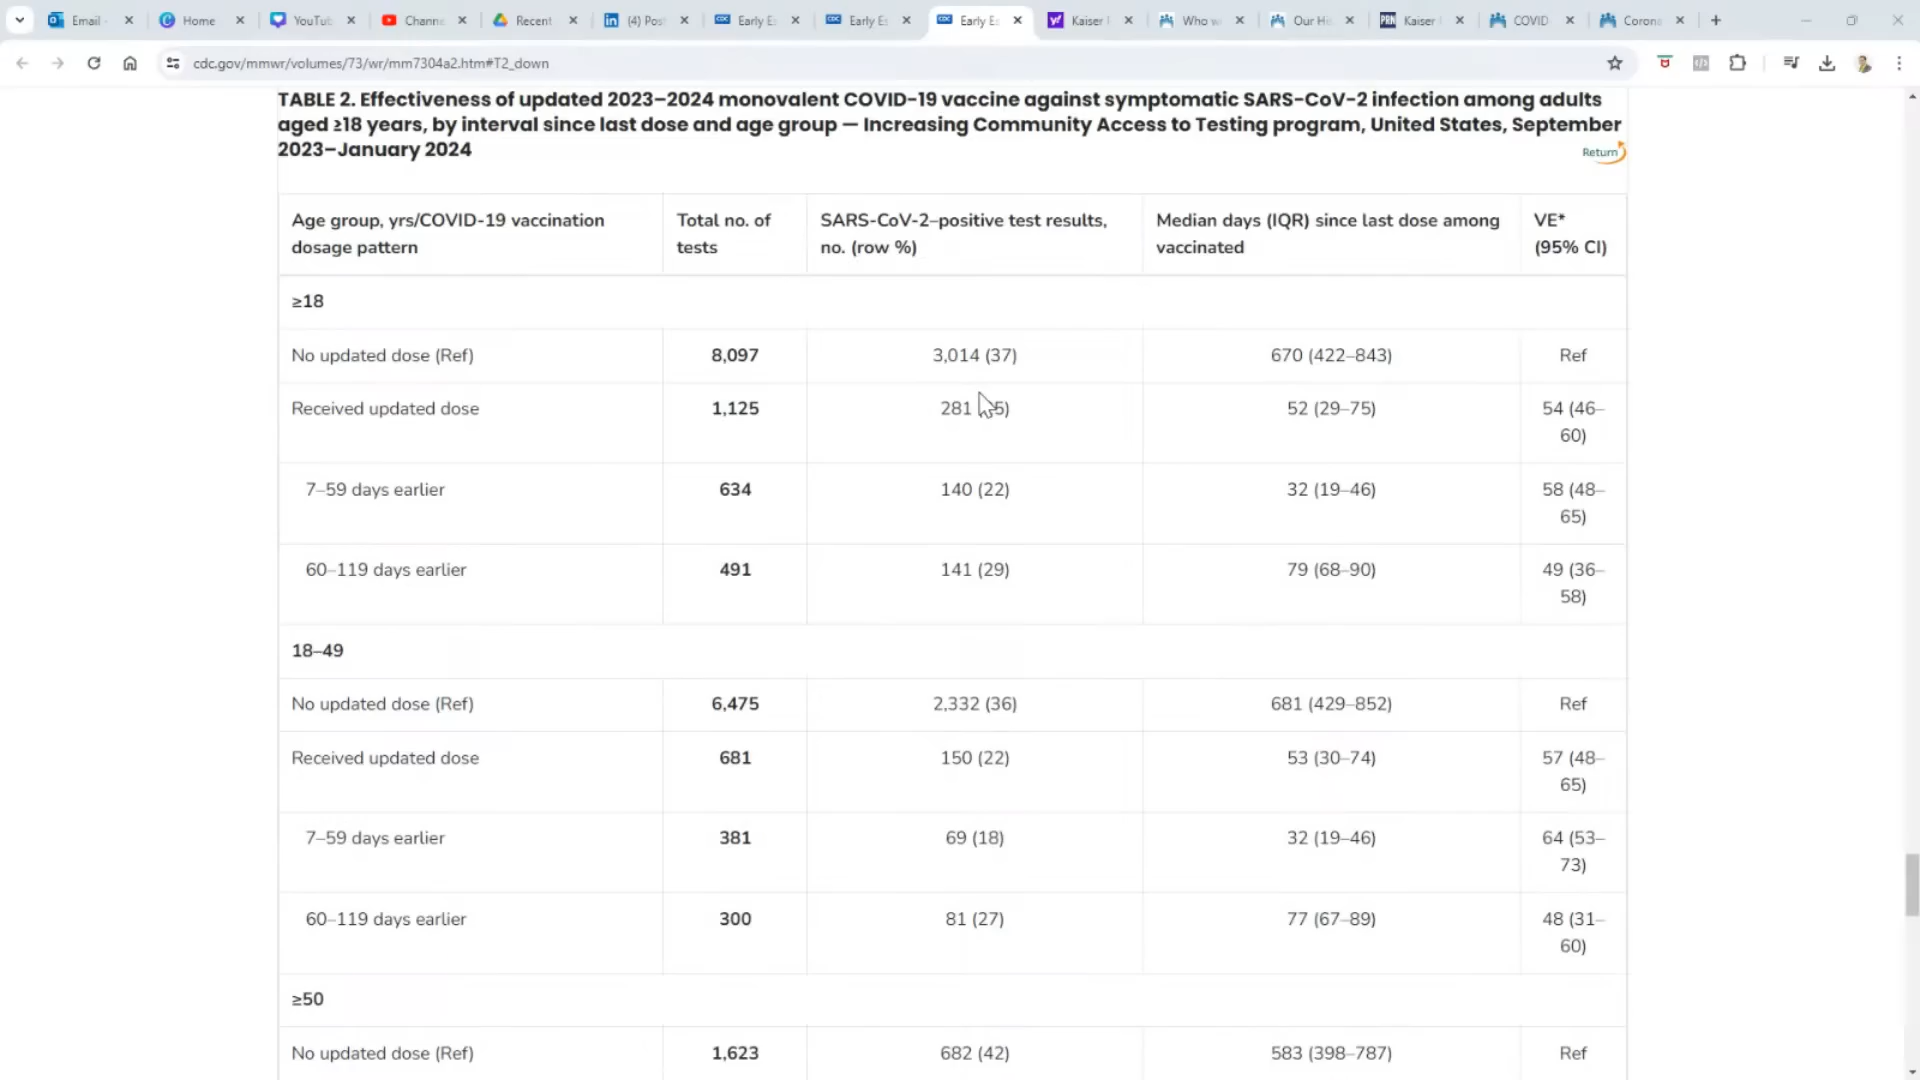 Email
Home
YouTub
Channe
Recent
(4) Pos
Early Es
Early Es
Early Es
Kaiser
Who w
Our Hi
Kaiser
COVID
Corona
cdc.gov/mmwr/volumes/73/wr/mm7304a2.htm#T2_down
TABLE 2. Effectiveness of updated 2023–2024 monovalent COVID-19 vaccine against symptomatic SARS-CoV-2 infection among adults
aged ≥18 years, by interval since last dose and age group — Increasing Community Access to Testing program, United States, September
2023–January 2024
Return
Age group, yrs/COVID-19 vaccination
dosage pattern
Total no. of
tests
SARS-CoV-2–positive test results,
no. (row %)
Median days (IQR) since last dose among
vaccinated
VE*
(95% CI)
≥18
No updated dose (Ref) 8,097 3,014 (37) 670 (422–843) Ref
Received updated dose 1,125 281 5) 52 (29–75) 54 (46–
60)
7–59 days earlier 634 140 (22) 32 (19–46) 58 (48–
65)
60–119 days earlier 491 141 (29) 79 (68–90) 49 (36–
58)
18–49
No updated dose (Ref) 6,475 2,332 (36) 681 (429–852) Ref
Received updated dose 681 150 (22) 53 (30–74) 57 (48–
65)
7–59 days earlier 381 69 (18) 32 (19–46) 64 (53–
73)
60–119 days earlier 300 81 (27) 77 (67–89) 48 (31–
60)
≥50
No updated dose (Ref) 1,623 682 (42) 583 (398–787) Ref